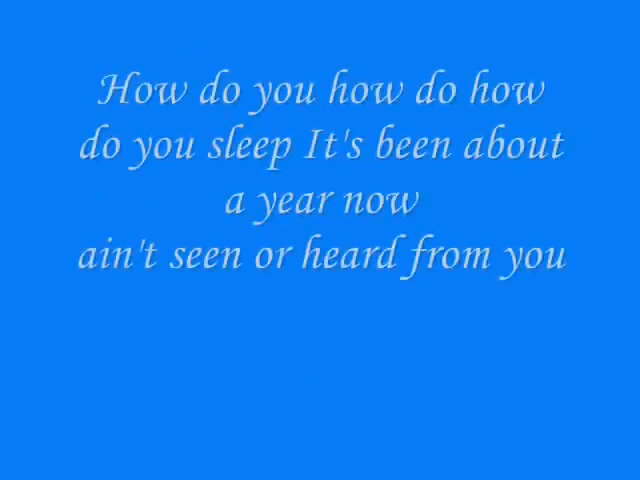 How do you how do how
do you sleep It's been about
a year now
ain't seen or heard from you